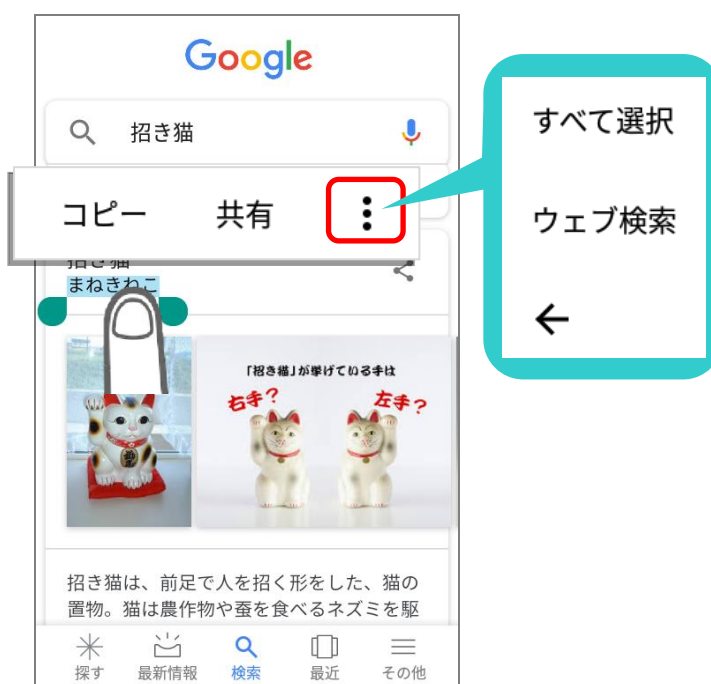 Google
招き猫
コピー
共有
すべて選択
ウェブ検索
招き猫
まねきねこ
「招き猫」が挙げている手は
右手?
左手?
招き猫は、前足で人を招く形をした、猫の
置物。猫は農作物や蚕を食べるネズミを駆
探す
最新情報
検索
最近
その他